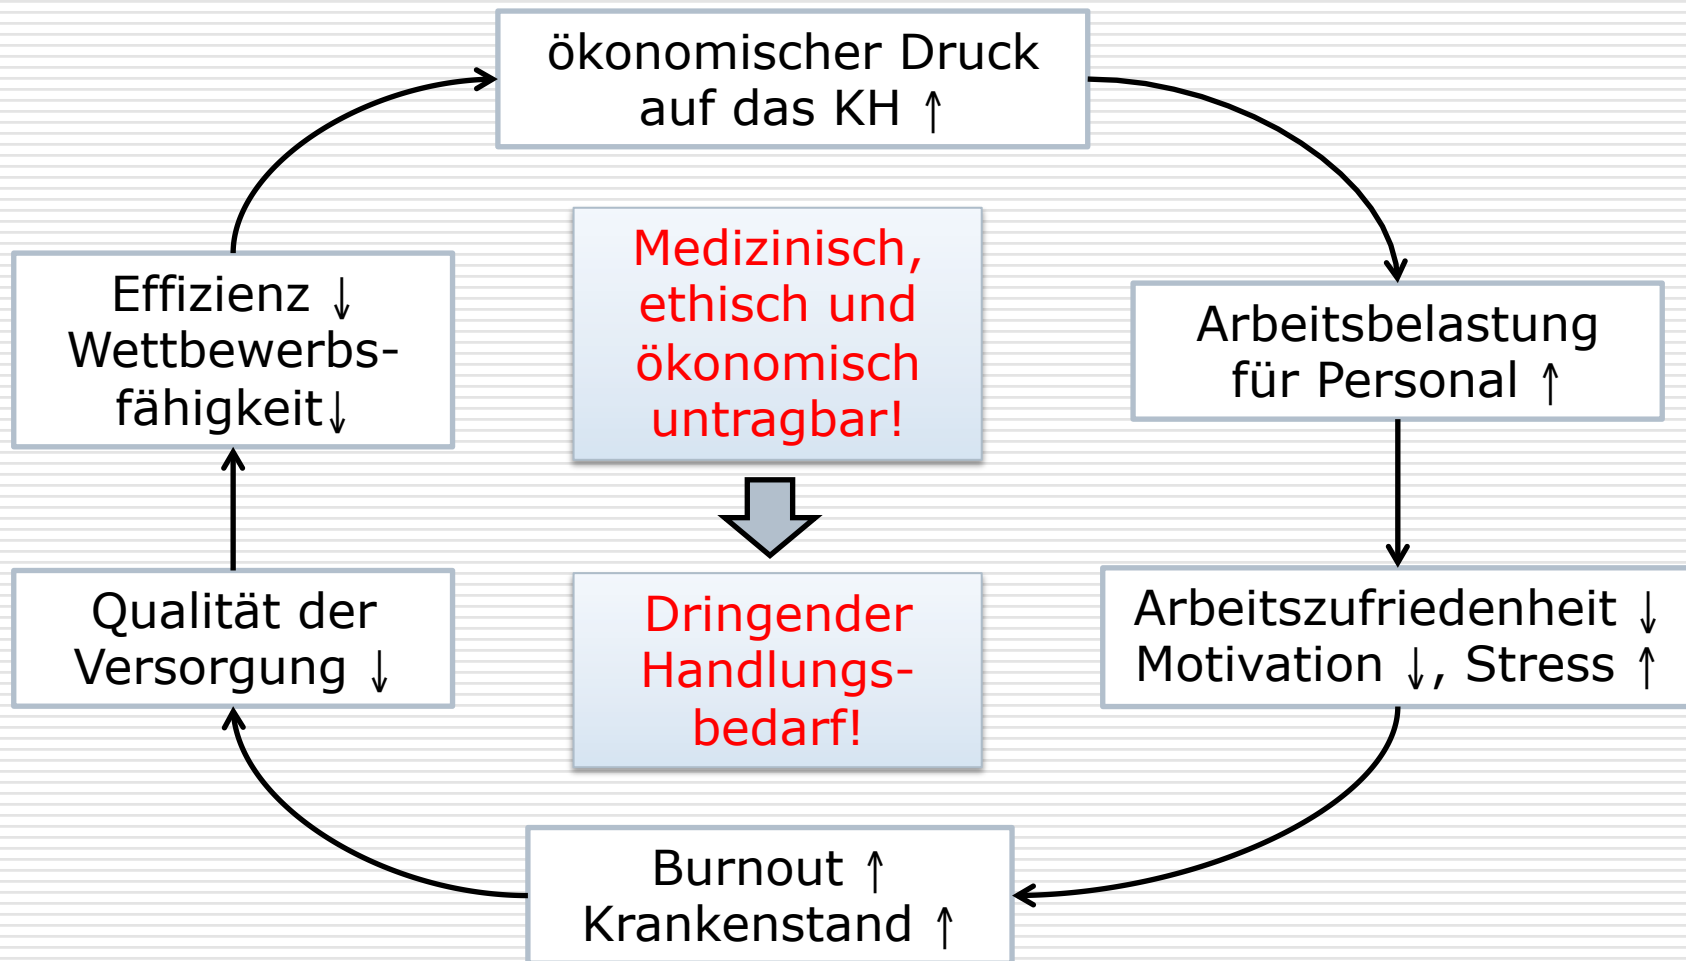 ökonomischer Druck
auf das KH ↑
Medizinisch,
ethisch und
ökonomisch
untragbar!
Effizienz ↓
Wettbewerbs-
fähigkeit↓
Arbeitsbelastung
für Personal ↑
Qualität der
Versorgung ↓
Dringender
Handlungs-
bedarf!
Arbeitszufriedenheit ↓
Motivation ↓, Stress ↑
Burnout ↑
Krankenstand ↑